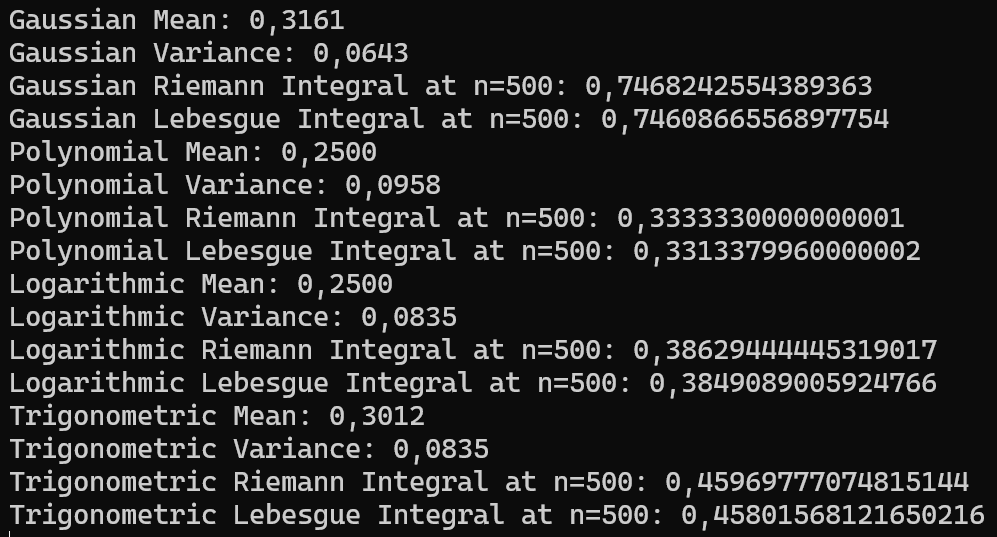 Gaussian Mean: 0,3161
Gaussian Variance: 0,0643
Gaussian Riemann Integral at n=500: 0,7468242554389363
Gaussian Lebesgue Integral at n=500: 0,7460866556897754
Polynomial Mean: 0,2500
Polynomial Variance: 0,0958
Polynomial Riemann Integral at n=500: 0,3333330000000001
Polynomial Lebesgue Integral at n=500: 0,3313379960000002
Logarithmic Mean: 0,2500
Logarithmic Variance: 0,0835
Logarithmic Riemann Integral at n=500: 0,38629444445319017
Logarithmic Lebesgue Integral at n=500: 0,3849089005924766
Trigonometric Mean: 0,3012
Trigonometric Variance: 0,0835
Trigonometric Riemann Integral at n=500: 0,45969777074815144
Trigonometric Lebesgue Integral at n=500: 0,45801568121650216